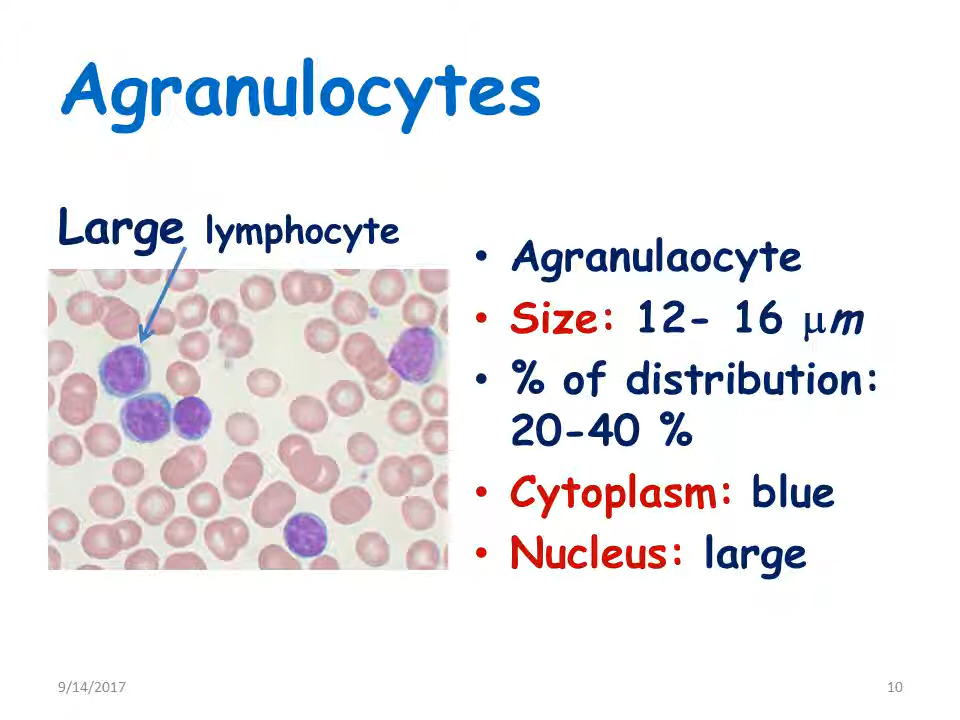 Agranulocytes
Large lymphocyte
• Agranulaocyte
• Size: 12- 16 μm
• % of distribution:
20-40 %
• Cytoplasm: blue
• Nucleus: large
9/14/2017
10